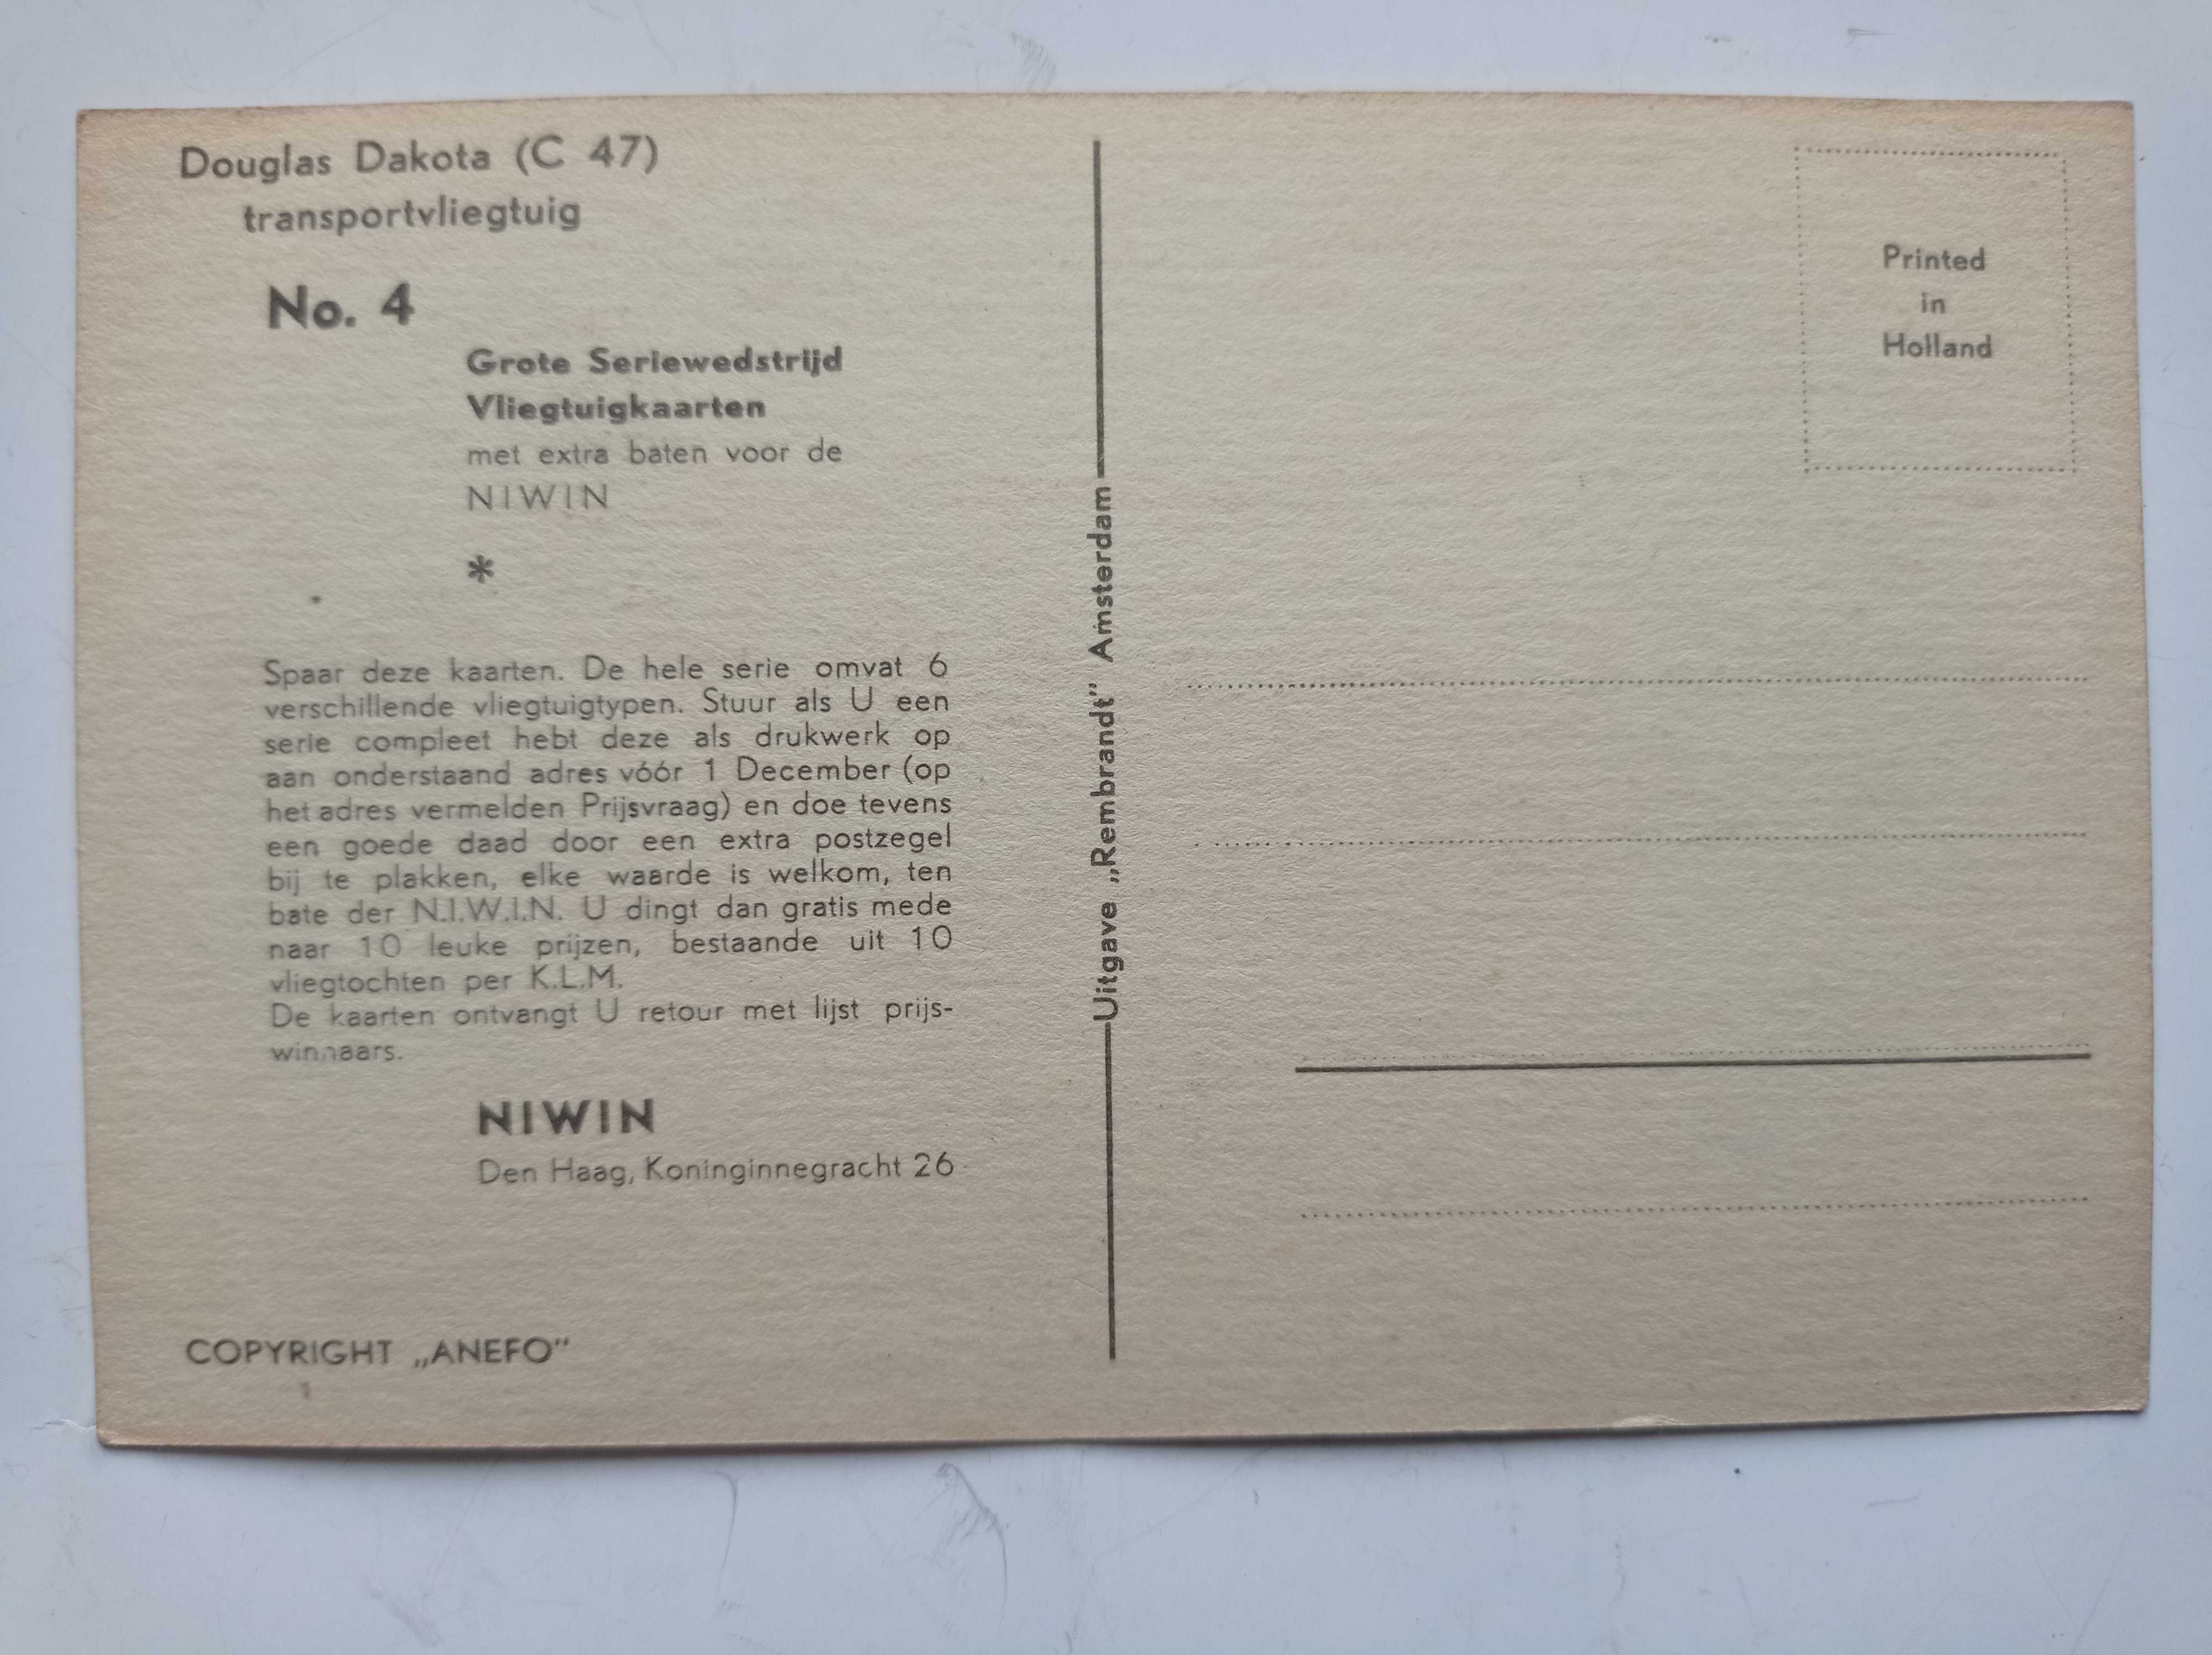 Douglas Dakota (C 47)
transportvliegtuig
No. 4
Grote Seriewedstrijd
Vliegtuigkaarten
met extra baten voor de
NIWIN
*
Spaar deze kaarten. De hele serie omvat 6
verschillende vliegtuigtypen. Stuur als U een
serie compleet hebt deze als drukwerk op
aan onderstaand adres vóór 1 December (op
het adres vermelden Prijsvraag) en doe tevens
een goede daad door een extra postzegel
bij te plakken, elke waarde is welkom, ten
bate der N.I.W.I.N. U dingt dan gratis mede
naar 10 leuke prijzen, bestaande uit 10
vliegtochten per K.L.M.
De kaarten ontvangt U retour met lijst prijs-
winnaars.
NIWIN
Den Haag, Koninginnegracht 26
COPYRIGHT „ANEFO"
Uitgave „Rembrandt" Amsterdam
Printed
in
Holland